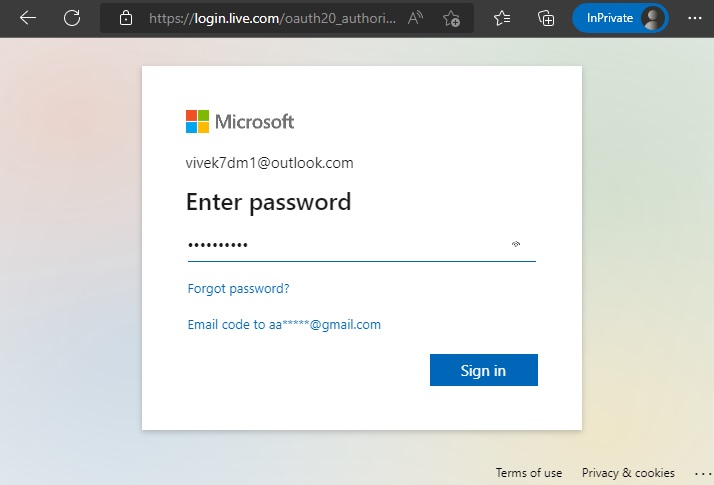 https://login.live.com/oauth20_authori...
InPrivate
Microsoft
vivek7dm1@outlook.com
Enter password
••••••••••
Forgot password?
Email code to aa*****@gmail.com
Sign in
Terms of use Privacy & cookies ...